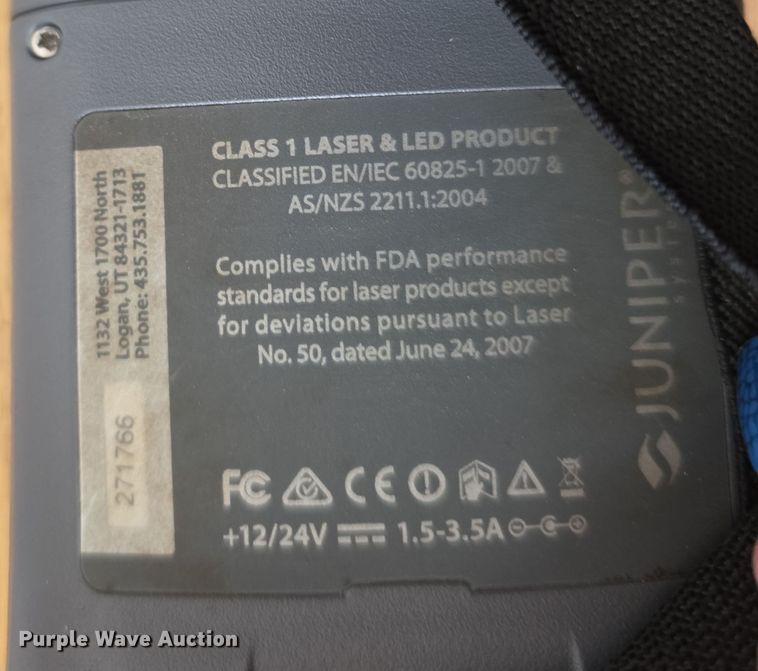 CLASS 1 LASER & LED PRODUCT
CLASSIFIED EN/IEC 60825-1 2007 &
AS/NZS 2211.1:2004
Complies with FDA performance
standards for laser products except
for deviations pursuant to Laser
No. 50, dated June 24, 2007
FC CE
+12/24V 1.5-3.5A
1132 West 1700 North
Logan, UT 84321-1713
Phone: 435.753.1881
271766
JUNIPER®
Purple Wave Auction